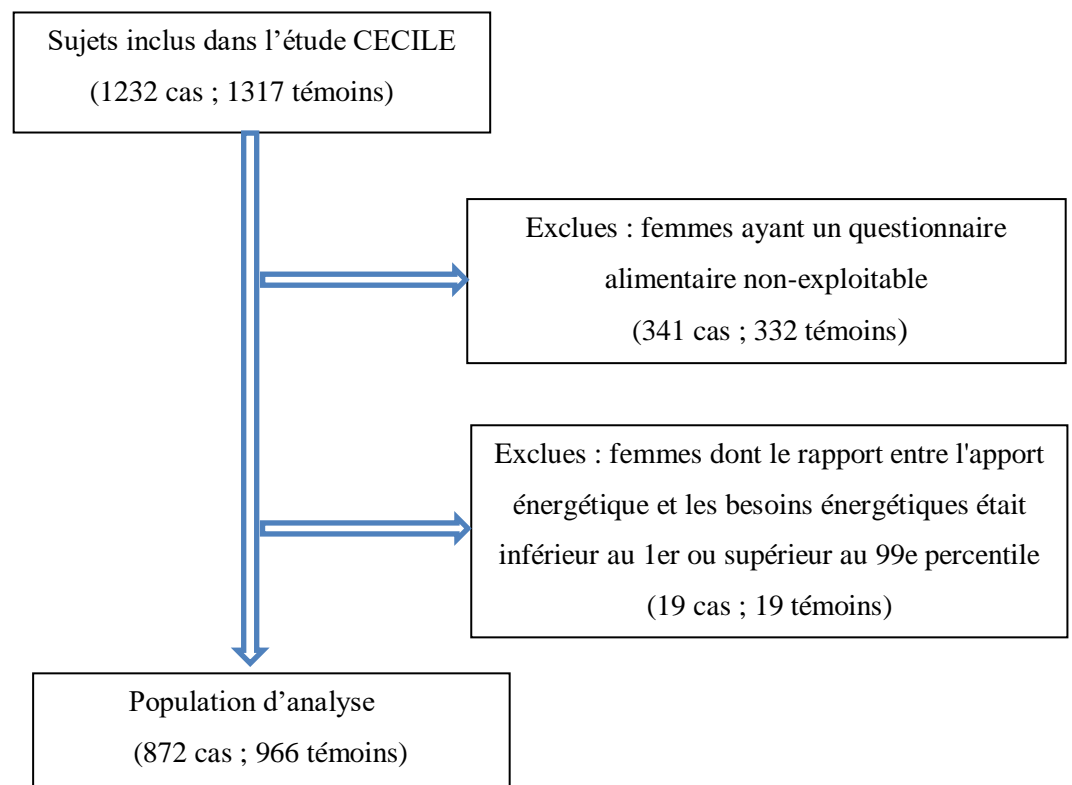 Sujets inclus dans l’étude CECILE
(1232 cas ; 1317 témoins)
Exclues : femmes ayant un questionnaire
alimentaire non-exploitable
(341 cas ; 332 témoins)
Exclues : femmes dont le rapport entre l'apport
énergétique et les besoins énergétiques était
inférieur au 1er ou supérieur au 99e percentile
(19 cas ; 19 témoins)
Population d’analyse
(872 cas ; 966 témoins)